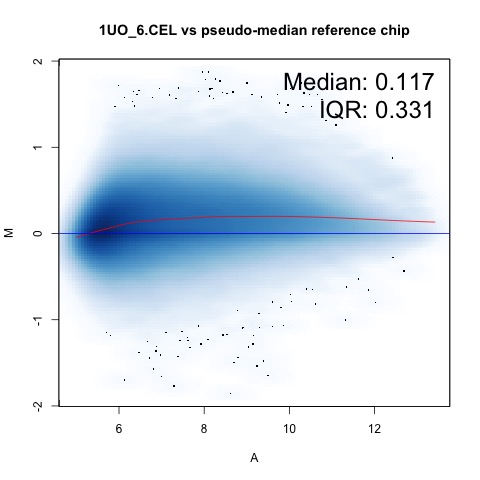 1UO_6.CEL vs pseudo-median reference chip
Median: 0.117
IQR: 0.331
2
1
0
-1
-2
M
6 8 10 12
A